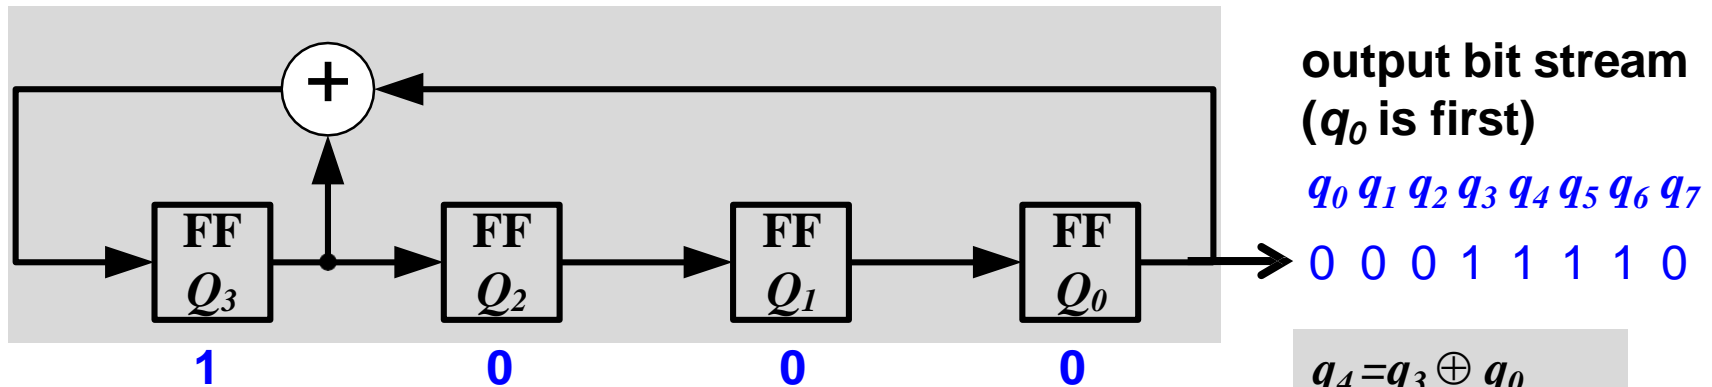 +
output bit stream
(q₀ is first)
q₀ q₁ q₂ q₃ q₄ q₅ q₆ q₇
0 0 0 1 1 1 1 0
FF FF FF FF
Q₃ Q₂ Q₁ Q₀
1 0 0 0
q₄=q₃ ⊕ q₀